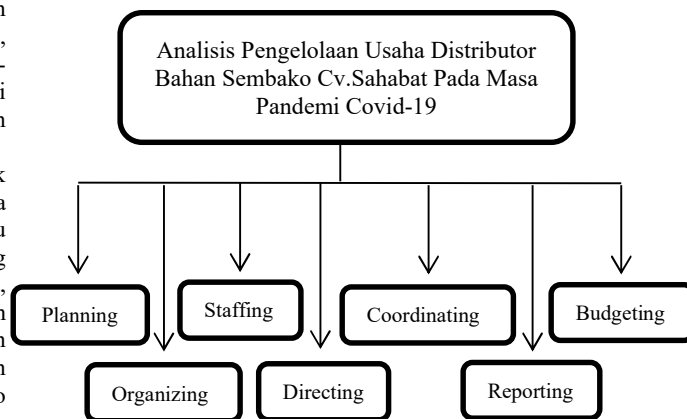 Analisis Pengelolaan Usaha Distributor
Bahan Sembako Cv.Sahabat Pada Masa
Pandemi Covid-19
Planning
Staffing
Coordinating
Budgeting
Organizing
Directing
Reporting